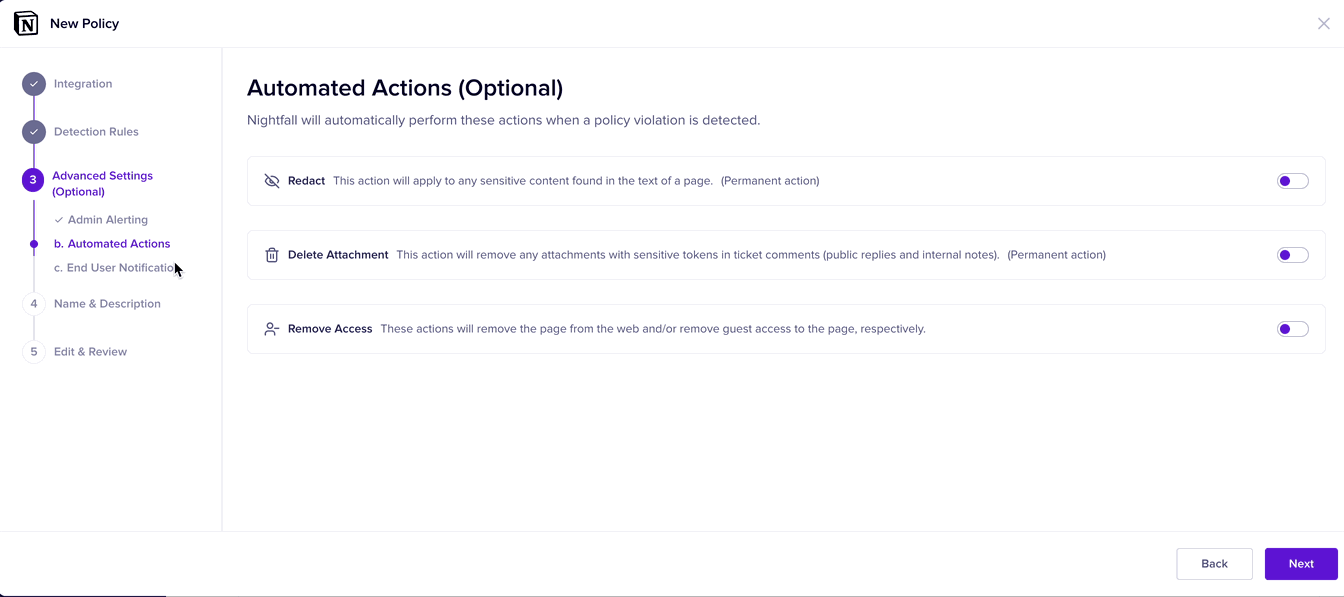 New Policy
Integration
Detection Rules
3
Advanced Settings
(Optional)
Admin Alerting
b. Automated Actions
c. End User Notificatio
4
Name & Description
5
Edit & Review
Automated Actions (Optional)
Nightfall will automatically perform these actions when a policy violation is detected.
Redact This action will apply to any sensitive content found in the text of a page. (Permanent action)
Delete Attachment This action will remove any attachments with sensitive tokens in ticket comments (public replies and internal notes). (Permanent action)
Remove Access These actions will remove the page from the web and/or remove guest access to the page, respectively.
Back
Next